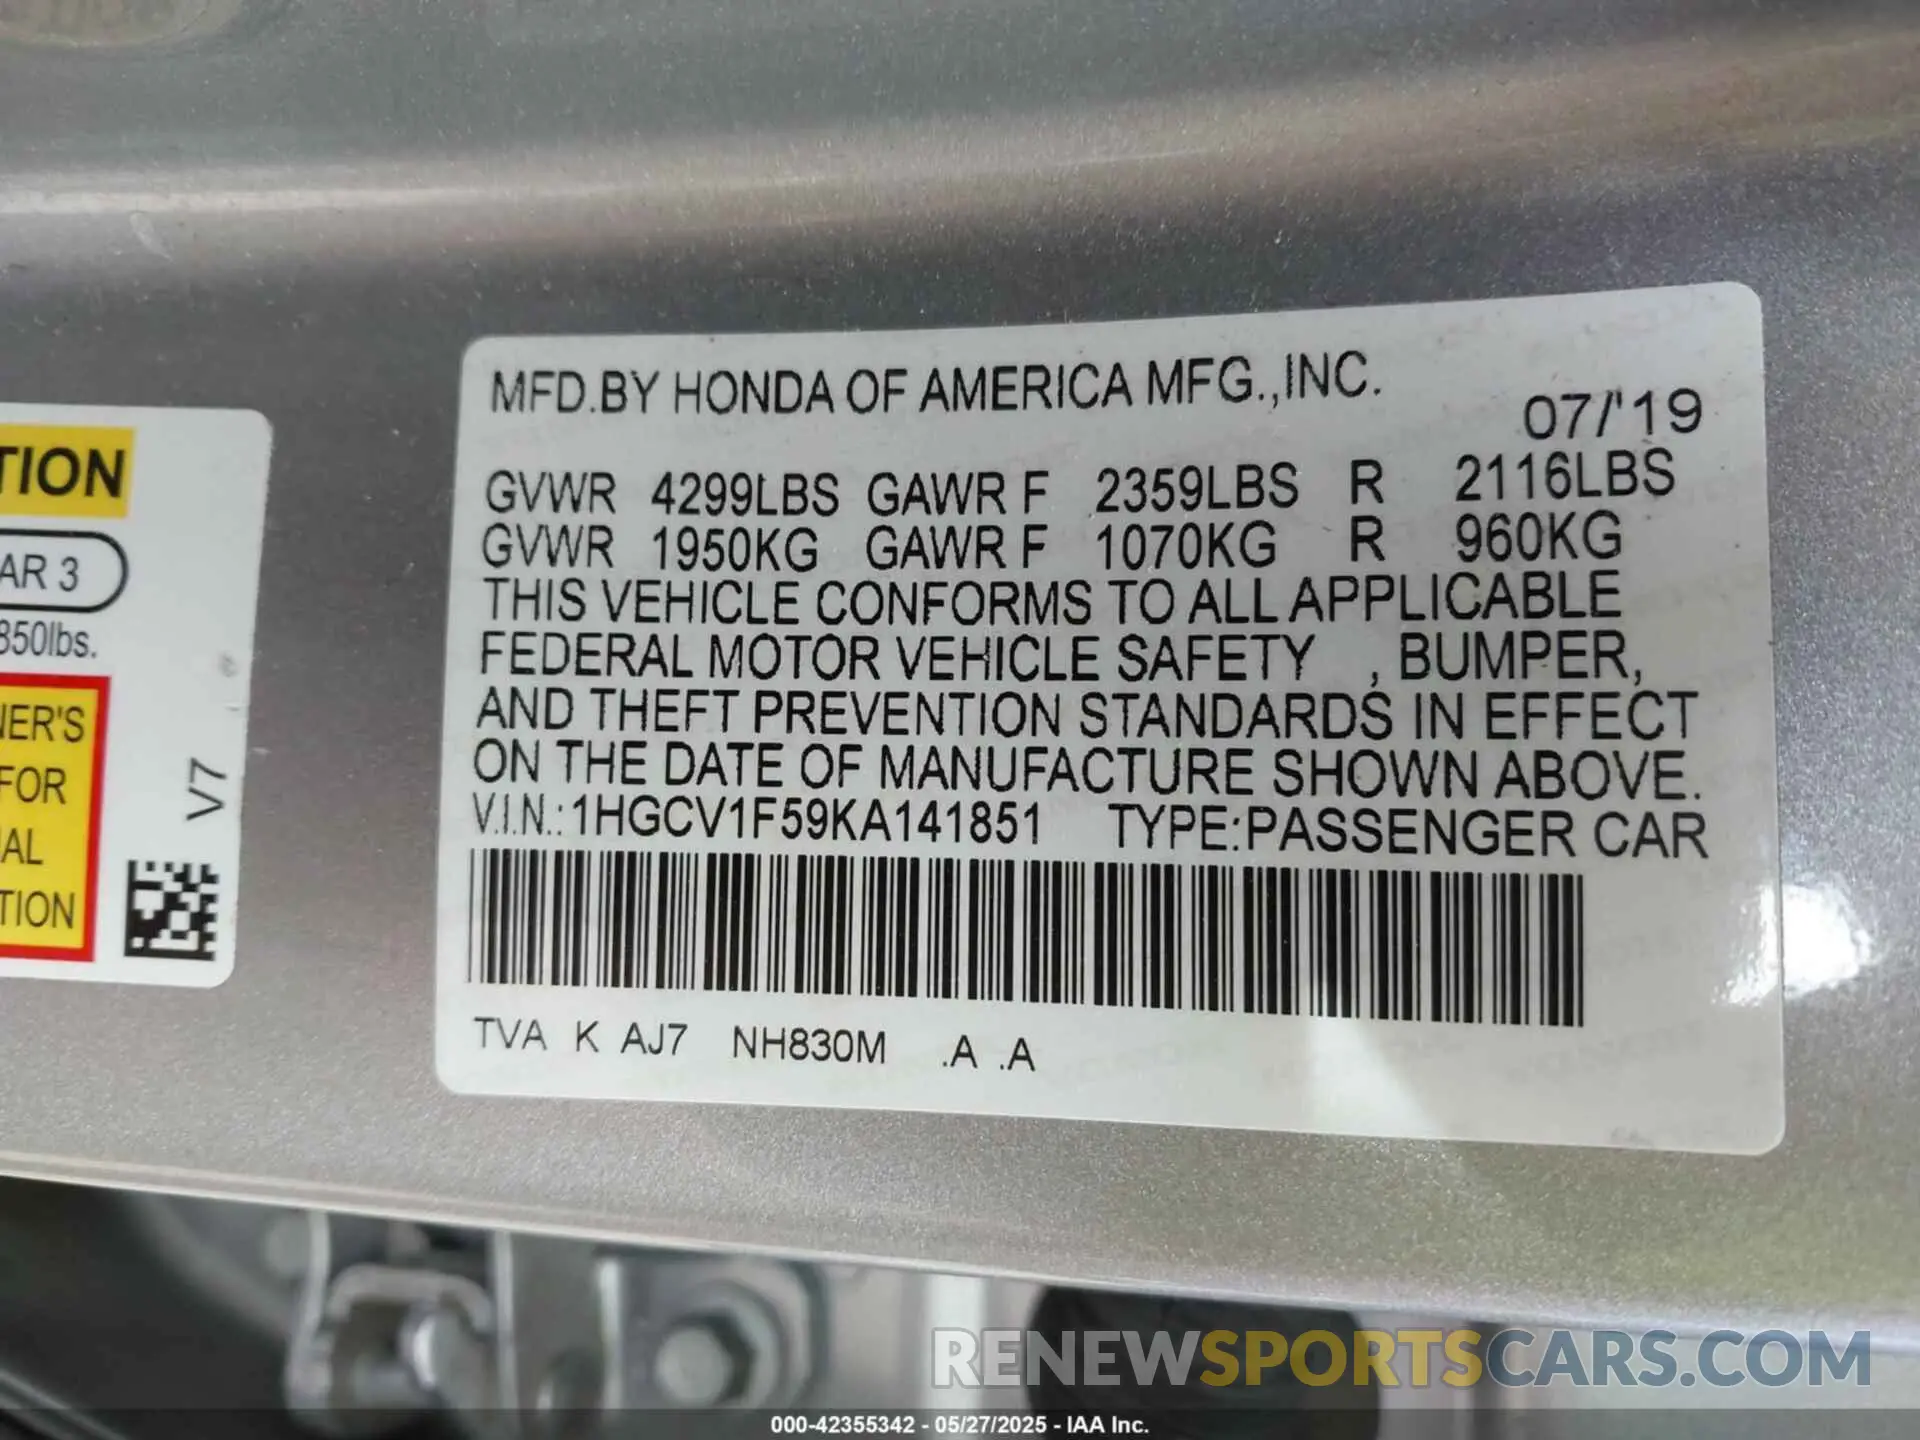 MFD.BY HONDA OF AMERICA MFG.,INC.
07/'19
GVWR 4299LBS GAWR F 2359LBS R 2116LBS
GVWR 1950KG GAWR F 1070KG R 960KG
THIS VEHICLE CONFORMS TO ALL APPLICABLE
FEDERAL MOTOR VEHICLE SAFETY , BUMPER,
AND THEFT PREVENTION STANDARDS IN EFFECT
ON THE DATE OF MANUFACTURE SHOWN ABOVE.
V.I.N.:1HGCV1F59KA141851 TYPE:PASSENGER CAR
TVA K AJ7 NH830M .A .A
TION
AR 3
850lbs.
NER'S
FOR
AL
TION
V7
RENEWSPORTSCARS.COM
000-42355342 - 05/27/2025 - IAA Inc.